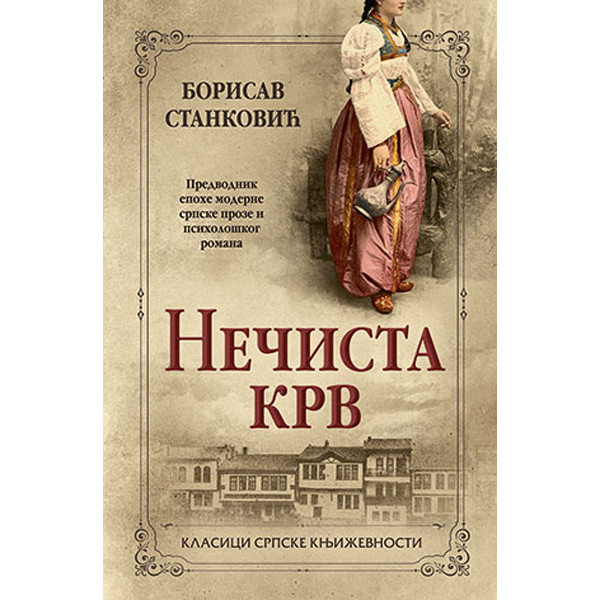 БОРИСАВ
СТАНКОВИЋ
Предводник
епохе модерне
српске прозе и
психолошког
романа
НЕЧИСТА
КРВ
КЛАСИЦИ СРПСКЕ КЊИЖЕВНОСТИ